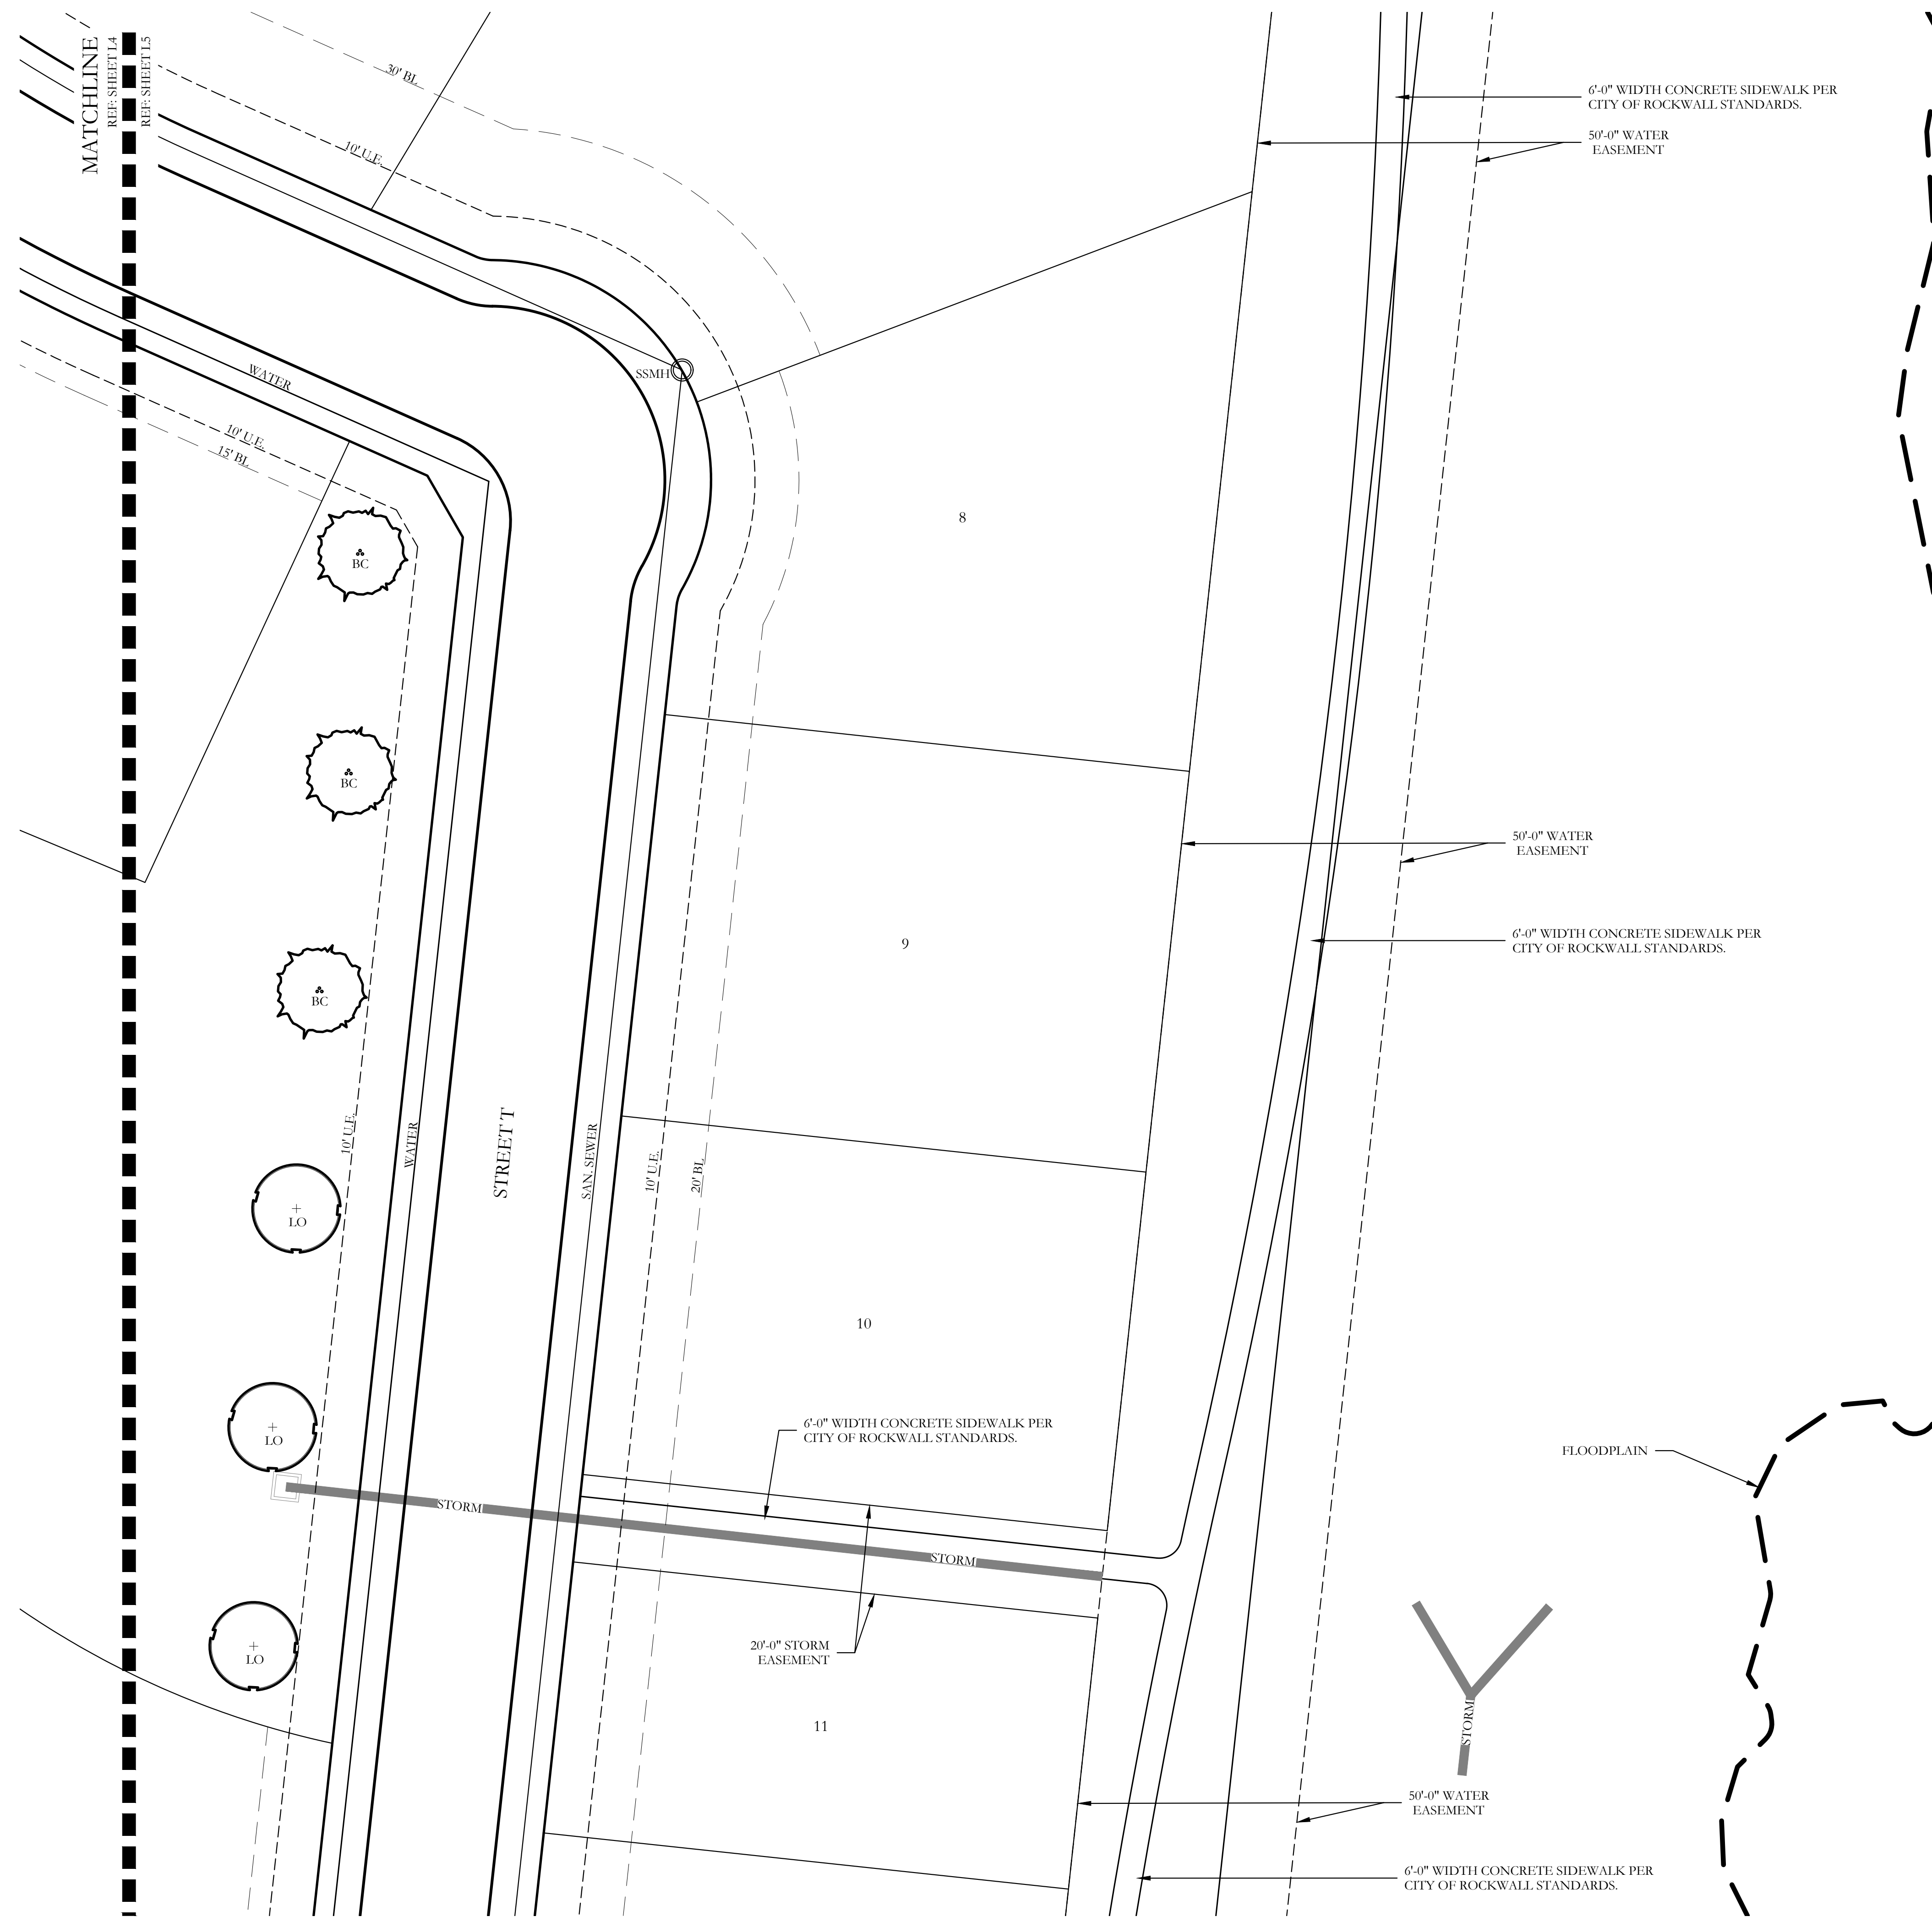 MATCHLINE
REF: SHEET L4
REF: SHEET L5
30' BL
10' U.E.
6'-0" WIDTH CONCRETE SIDEWALK PER
CITY OF ROCKWALL STANDARDS.
50'-0" WATER
EASEMENT
SSMH
WATER
10' U.E.
15' BL
8
BC
BC
50'-0" WATER
EASEMENT
9
6'-0" WIDTH CONCRETE SIDEWALK PER
CITY OF ROCKWALL STANDARDS.
BC
10' U.E.
WATER
STREET T
SAN. SEWER
10' U.E.
20' BL
LO
10
6'-0" WIDTH CONCRETE SIDEWALK PER
CITY OF ROCKWALL STANDARDS.
LO
FLOODPLAIN
STORM
STORM
20'-0" STORM
EASEMENT
LO
11
STORM
50'-0" WATER
EASEMENT
6'-0" WIDTH CONCRETE SIDEWALK PER
CITY OF ROCKWALL STANDARDS.